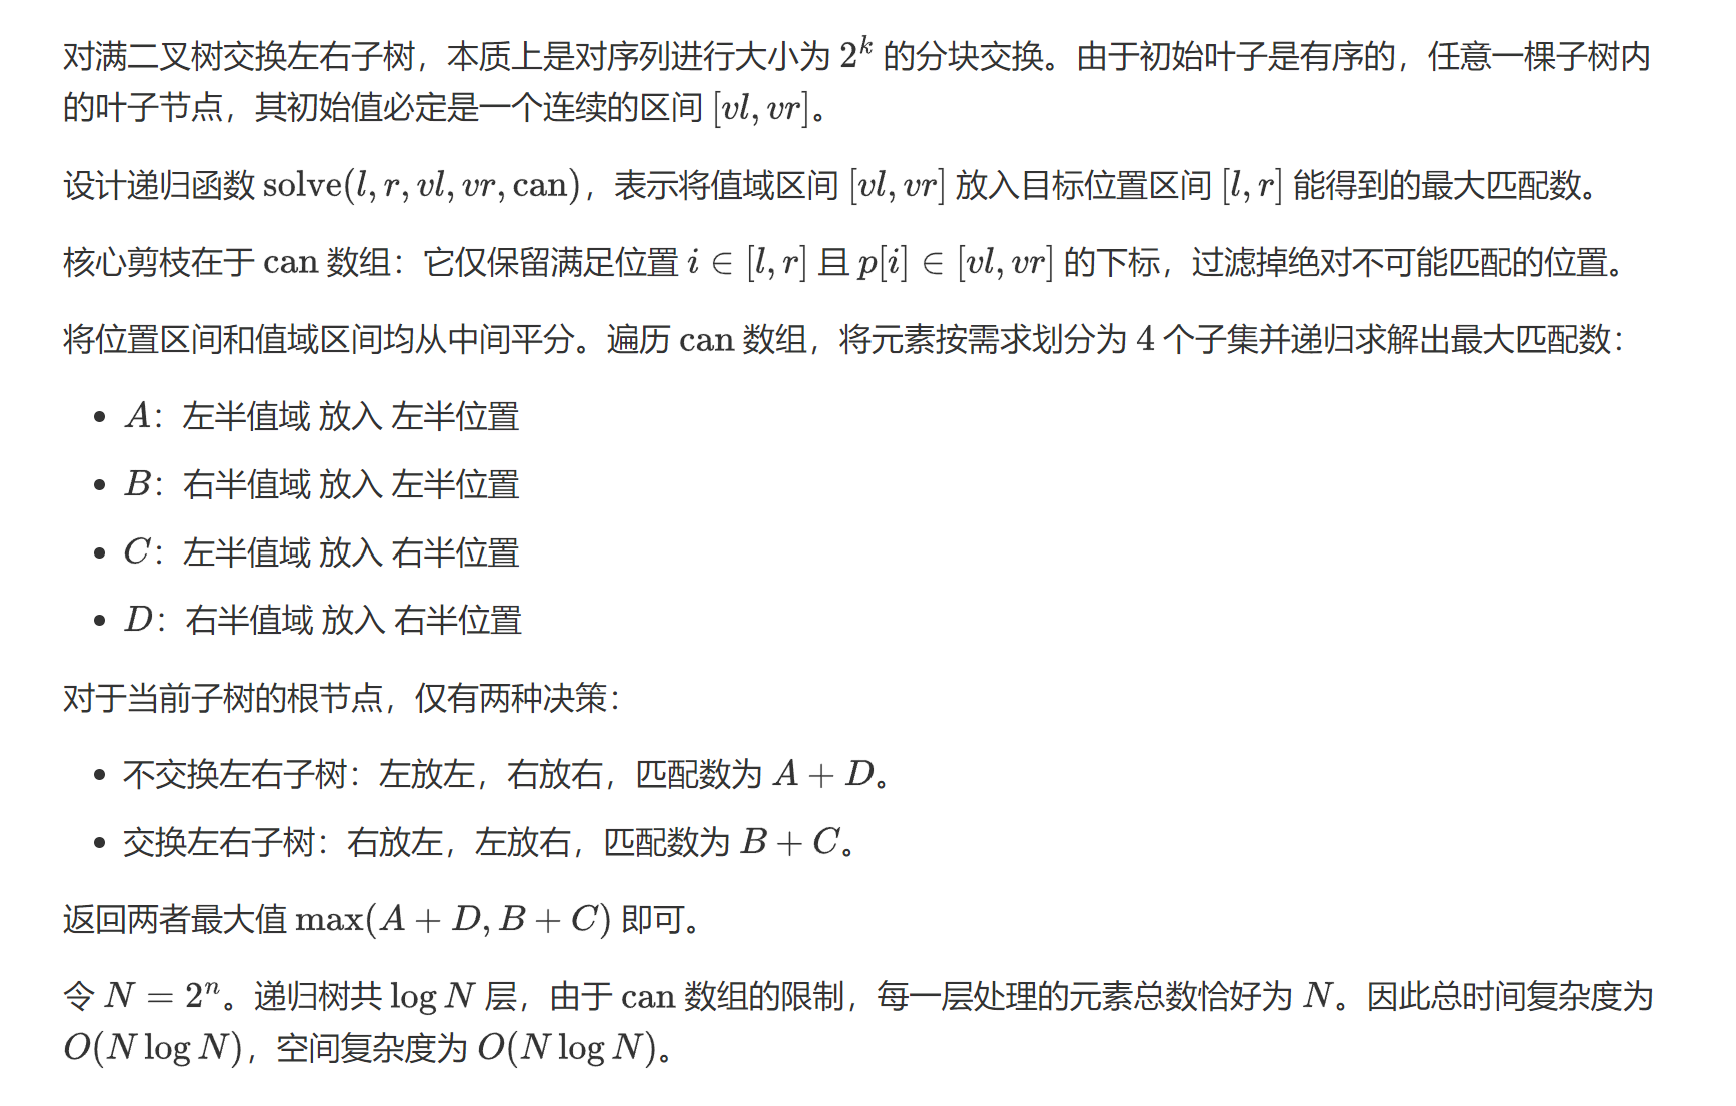 对满二叉树交换左右子树，本质上是对序列进行大小为 $2^k$ 的分块交换。由于初始叶子是有序的，任意一棵子树内
的叶子节点，其初始值必定是一个连续的区间 $[vl, vr]$。
设计递归函数 $\text{solve}(l, r, vl, vr, \text{can})$，表示将值域区间 $[vl, vr]$ 放入目标位置区间 $[l, r]$ 能得到的最大匹配数。
核心剪枝在于 can 数组：它仅保留满足位置 $i \in [l, r]$ 且 $p[i] \in [vl, vr]$ 的下标，过滤掉绝对不可能匹配的位置。
将位置区间和值域区间均从中间平分。遍历 can 数组，将元素按需求划分为 4 个子集并递归求解出最大匹配数：
• $A$：左半值域 放入 左半位置
• $B$：右半值域 放入 左半位置
• $C$：左半值域 放入 右半位置
• $D$：右半值域 放入 右半位置
对于当前子树的根节点，仅有两种决策：
• 不交换左右子树：左放左，右放右，匹配数为 $A + D$。
• 交换左右子树：右放左，左放右，匹配数为 $B + C$。
返回两者最大值 $\max(A + D, B + C)$ 即可。
令 $N = 2^n$。递归树共 $\log N$ 层，由于 can 数组的限制，每一层处理的元素总数恰好为 $N$。因此总时间复杂度为
$O(N \log N)$，空间复杂度为 $O(N \log N)$。